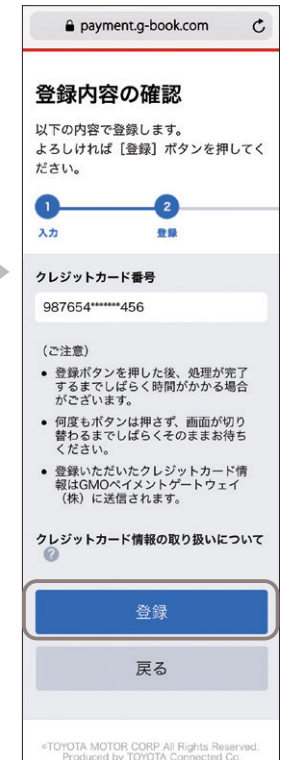 payment.g-book.com
登録内容の確認
以下の内容で登録します。
よろしければ［登録］ボタンを押してく
ださい。
1
2
入力
登録
クレジットカード番号
987654*******456
（ご注意）
• 登録ボタンを押した後、処理が完了
するまでしばらく時間がかかる場合
がございます。
• 何度もボタンは押さず、画面が切り
替わるまでしばらくそのままお待ち
ください。
• 登録いただいたクレジットカード情
報はGMOペイメントゲートウェイ
（株）に送信されます。
クレジットカード情報の取り扱いについて
?
登録
戻る
©TOYOTA MOTOR CORP All Rights Reserved.
Produced by TOYOTA Connected Co.